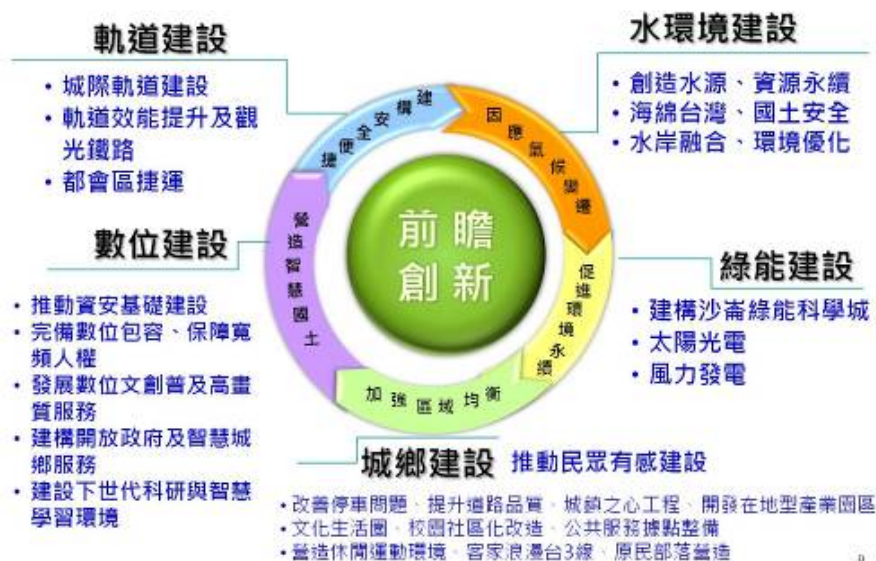 軌道建設
• 城際軌道建設
• 軌道效能提升及觀
光鐵路
• 都會區捷運
水環境建設
• 創造水源、資源永續
• 海綿台灣、國土安全
• 水岸融合、環境優化
建構安全便捷
因應氣候變遷
前瞻
創新
數位建設
營造智慧國土
• 推動資安基礎建設
• 完備數位包容、保障寬
頻人權
• 發展數位文創普及高畫
質服務
• 建構開放政府及智慧城
鄉服務
• 建設下世代科研與智慧
學習環境
促進環境永續
綠能建設
• 建構沙崙綠能科學城
• 太陽光電
• 風力發電
加強區域均衡
城鄉建設 推動民眾有感建設
• 改善停車問題、提升道路品質、城鎮之心工程、開發在地型產業園區
• 文化生活圈、校園社區化改造、公共服務據點整備
• 營造休閒運動環境、客家浪漫台3線、原民部落營造